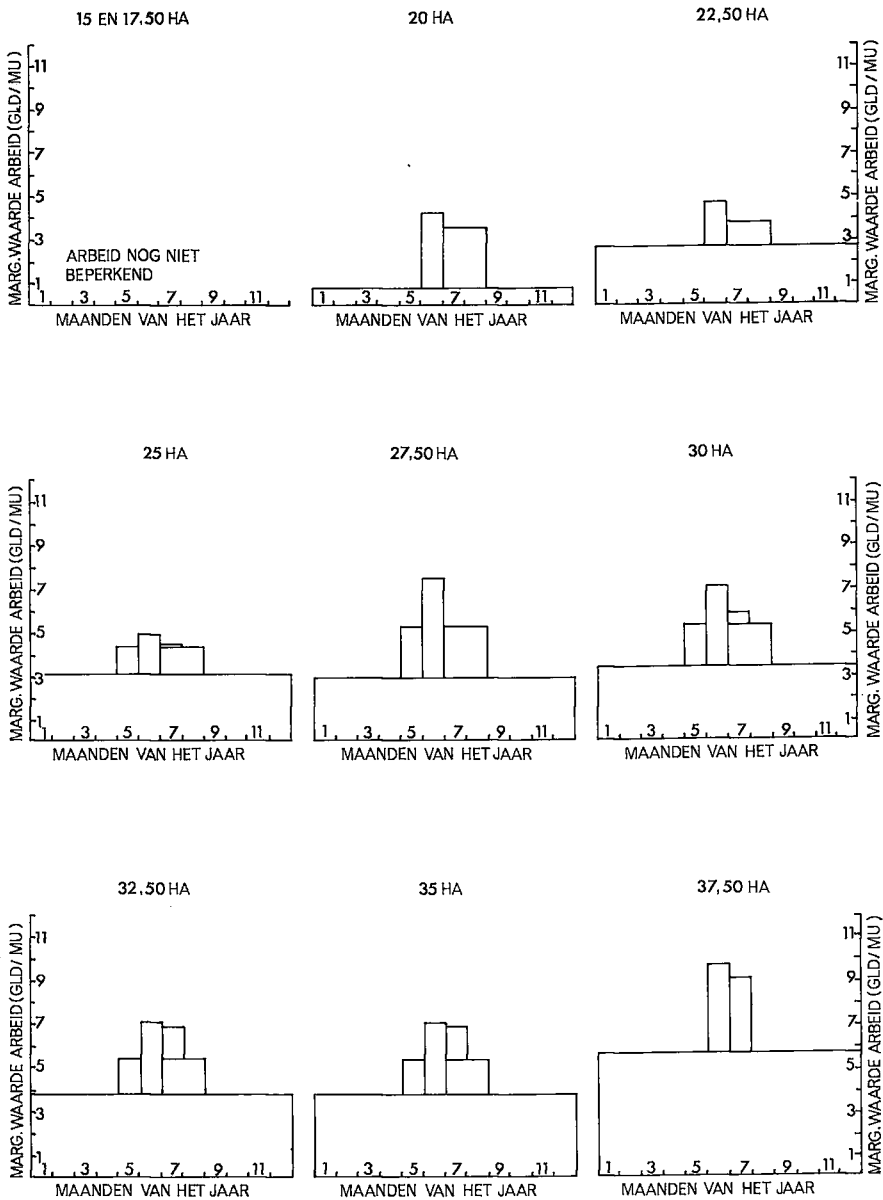 15 EN 17,50 HA
20 HA
22,50 HA
MARG. WAARDE ARBEID (GLD/MU)
11
9
7
5
3
1
ARBEID NOG NIET
BEPERKEND
1 3 5 7 9 11
MAANDEN VAN HET JAAR
1 3 5 7 9 11
MAANDEN VAN HET JAAR
1 3 5 7 9 11
MAANDEN VAN HET JAAR
11
9
7
5
3
1
MARG. WAARDE ARBEID (GLD/MU)
25 HA
27,50 HA
30 HA
MARG. WAARDE ARBEID (GLD/MU)
11
9
7
5
3
1
1 3 5 7 9 11
MAANDEN VAN HET JAAR
1 3 5 7 9 11
MAANDEN VAN HET JAAR
1 3 5 7 9 11
MAANDEN VAN HET JAAR
11
9
7
5
3
1
MARG. WAARDE ARBEID (GLD/MU)
32,50 HA
35 HA
37,50 HA
MARG. WAARDE ARBEID (GLD/MU)
11
9
7
5
3
1
1 3 5 7 9 11
MAANDEN VAN HET JAAR
1 3 5 7 9 11
MAANDEN VAN HET JAAR
1 3 5 7 9 11
MAANDEN VAN HET JAAR
11
9
7
5
3
1
MARG. WAARDE ARBEID (GLD/MU)